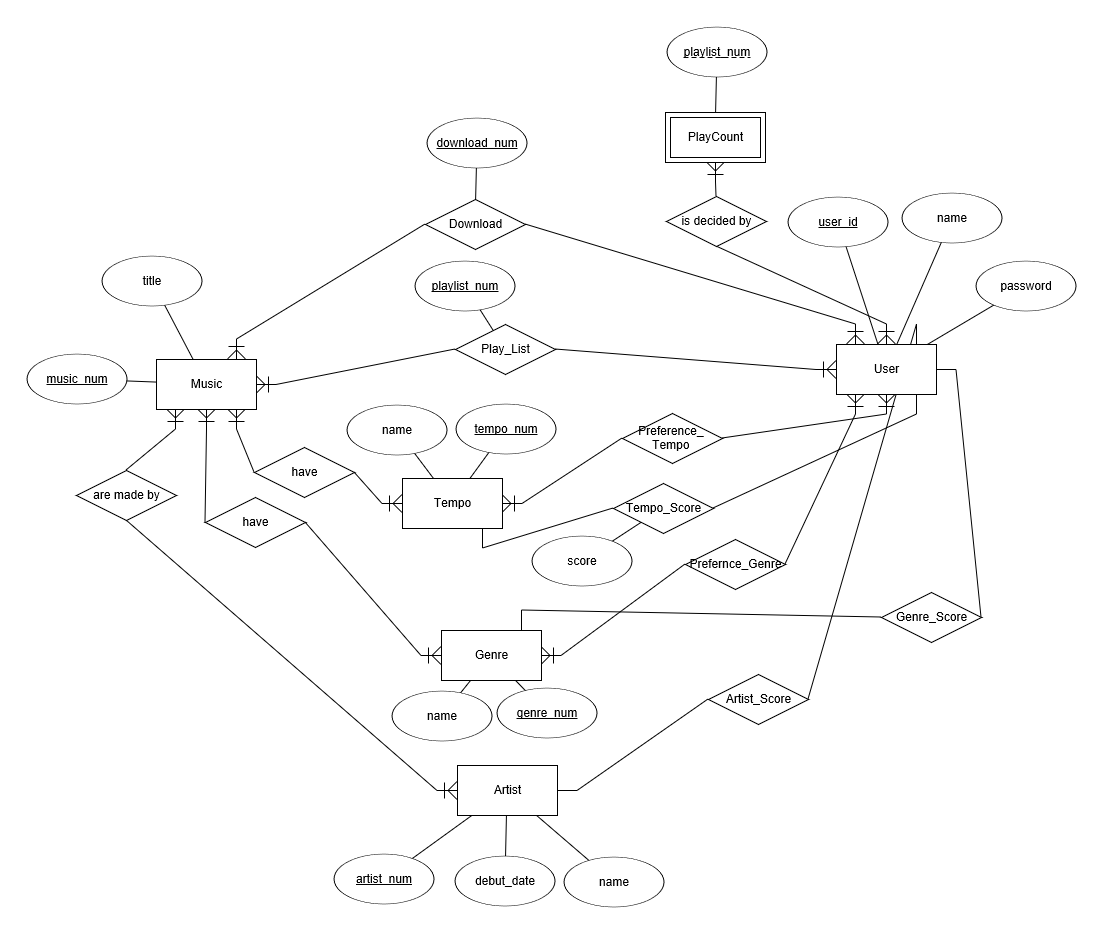 playlist_num
PlayCount
download_num
Download
is decided by
user_id
name
title
playlist_num
password
Play_List
User
music_num
Music
name
tempo_num
Preference_
Tempo
have
are made by
Tempo
Tempo_Score
have
score
Prefernce_Genre
Genre_Score
Genre
name
genre_num
Artist_Score
Artist
artist_num
debut_date
name